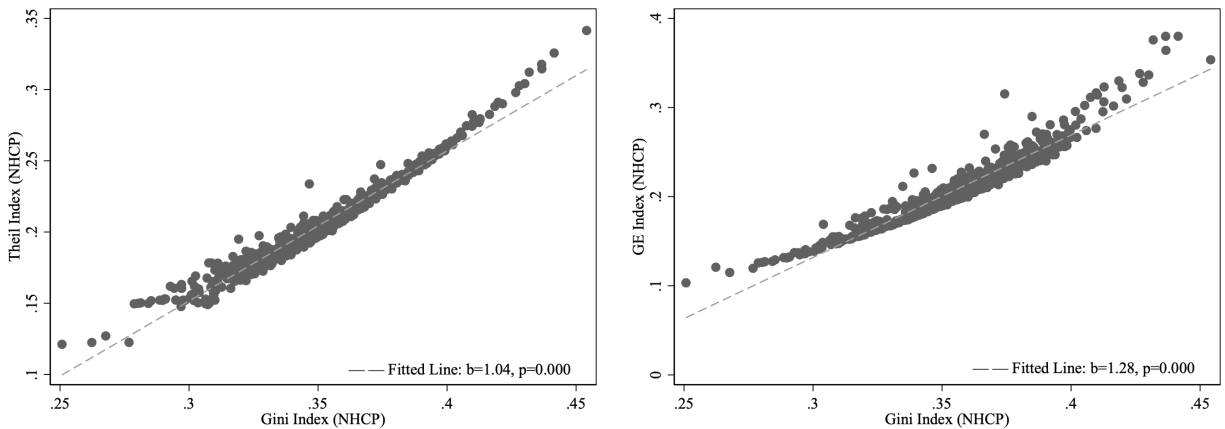 .35
.3
.25
.2
.15
.1
Theil Index (NHCP)
Fitted Line: b=1.04, p=0.000
.25 .3 .35 .4 .45
Gini Index (NHCP)
.4
.3
.2
.1
0
GE Index (NHCP)
Fitted Line: b=1.28, p=0.000
.25 .3 .35 .4 .45
Gini Index (NHCP)